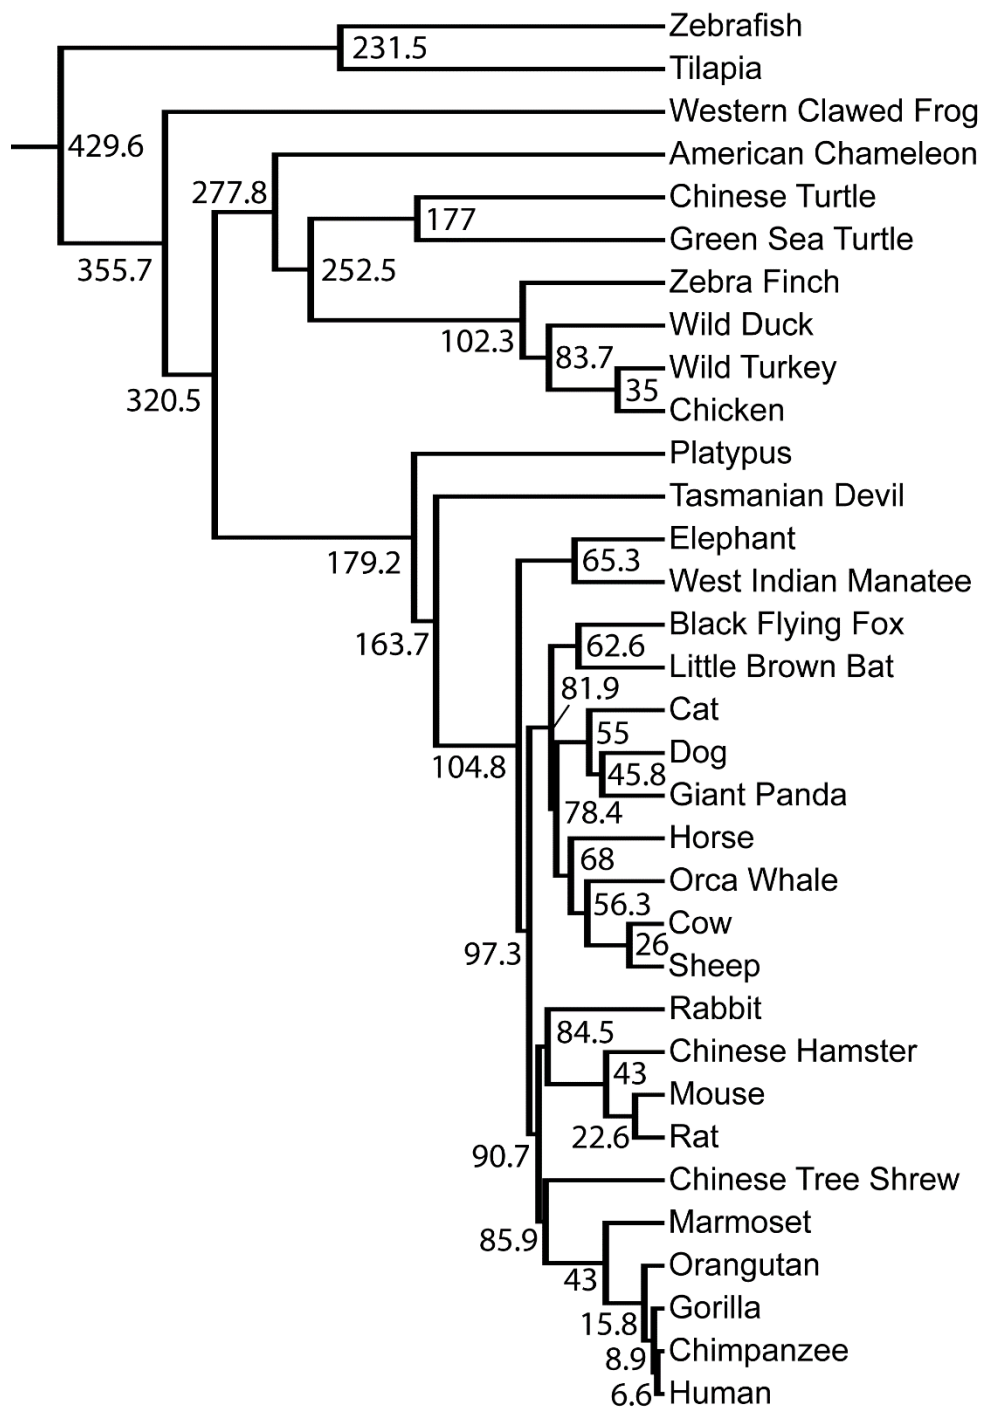 Zebrafish
231.5
Tilapia
Western Clawed Frog
429.6
American Chameleon
277.8
Chinese Turtle
177
Green Sea Turtle
355.7
252.5
Zebra Finch
Wild Duck
102.3
83.7
Wild Turkey
35
320.5
Chicken
Platypus
Tasmanian Devil
Elephant
179.2
65.3
West Indian Manatee
Black Flying Fox
163.7
62.6
Little Brown Bat
81.9
Cat
55
Dog
104.8
45.8
Giant Panda
78.4
Horse
68
Orca Whale
56.3
Cow
26
97.3
Sheep
Rabbit
84.5
Chinese Hamster
43
Mouse
22.6
Rat
90.7
Chinese Tree Shrew
Marmoset
85.9
Orangutan
43
Gorilla
15.8
Chimpanzee
8.9
6.6
Human